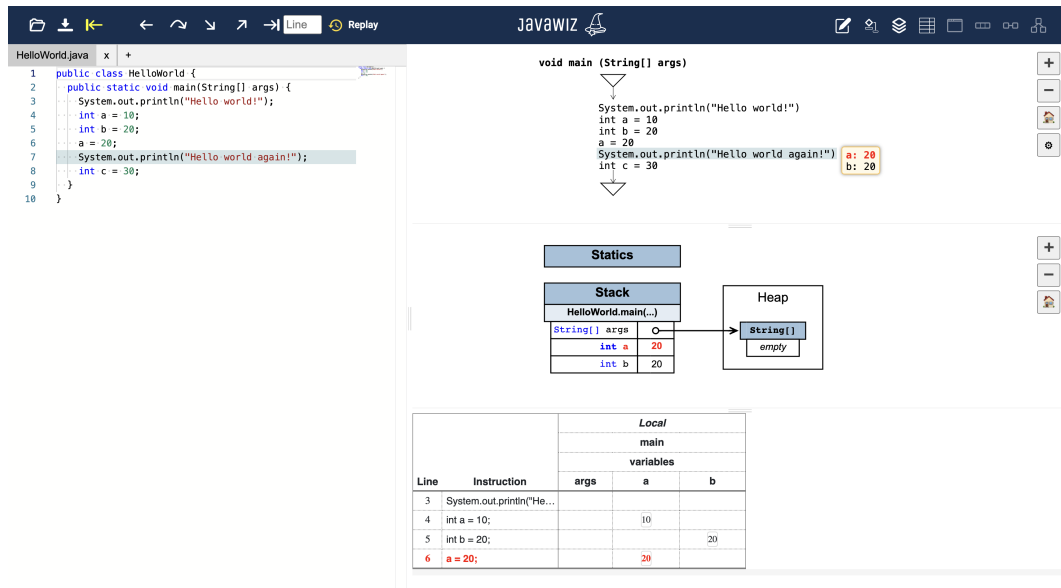 Line
Replay
JavaWiz
HelloWorld.java x +
1 public class HelloWorld {
2 public static void main(String[] args) {
3 System.out.println("Hello world!");
4 int a = 10;
5 int b = 20;
6 a = 20;
7 System.out.println("Hello world again!");
8 int c = 30;
9 }
10 }
void main (String[] args)
System.out.println("Hello world!")
int a = 10
int b = 20
a = 20
System.out.println("Hello world again!")
int c = 30
a: 20
b: 20
+
−
Statics
Stack
HelloWorld.main(...)
String[] args
int a 20
int b 20
Heap
String[]
empty
+
−
Local
main
variables
Line Instruction args a b
3 System.out.println("He...
4 int a = 10; 10
5 int b = 20; 20
6 a = 20; 20